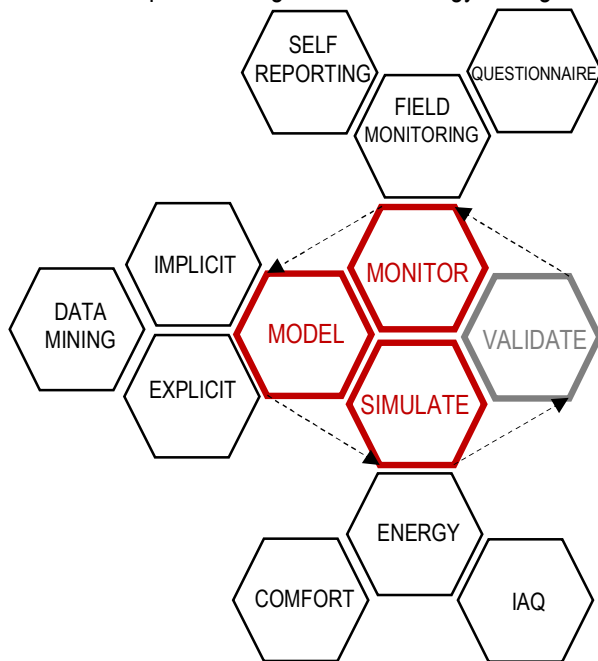 SELF
REPORTING
QUESTIONNAIRE
FIELD
MONITORING
IMPLICIT
MONITOR
DATA
MINING
MODEL
VALIDATE
EXPLICIT
SIMULATE
ENERGY
COMFORT
IAQ